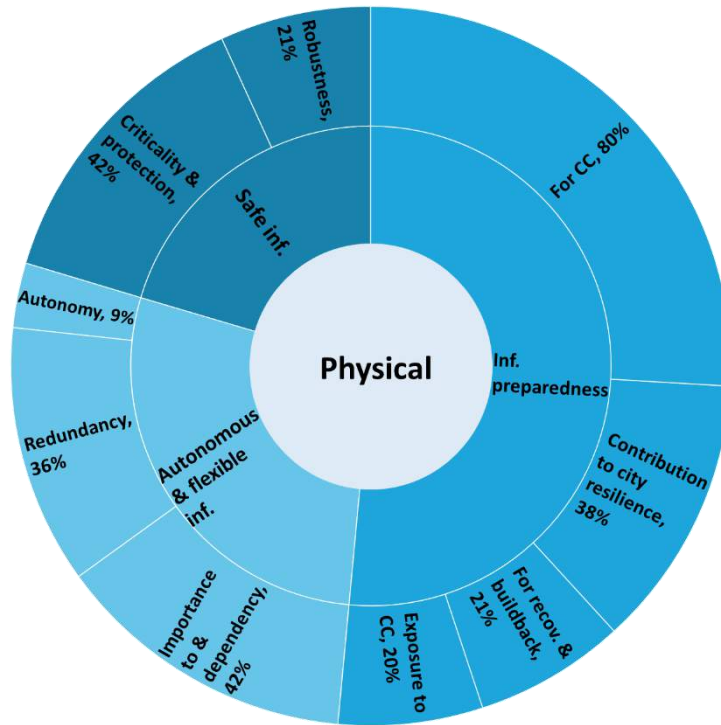 Physical
Inf.
preparedness
For CC, 80%
Contribution
to city
resilience,
38%
For recov. &
buildback,
21%
Exposure to
CC, 20%
Autonomous
& flexible
inf.
Importance
to &
dependency,
42%
Redundancy,
36%
Autonomy, 9%
Safe inf.
Criticality &
protection,
42%
Robustness,
21%